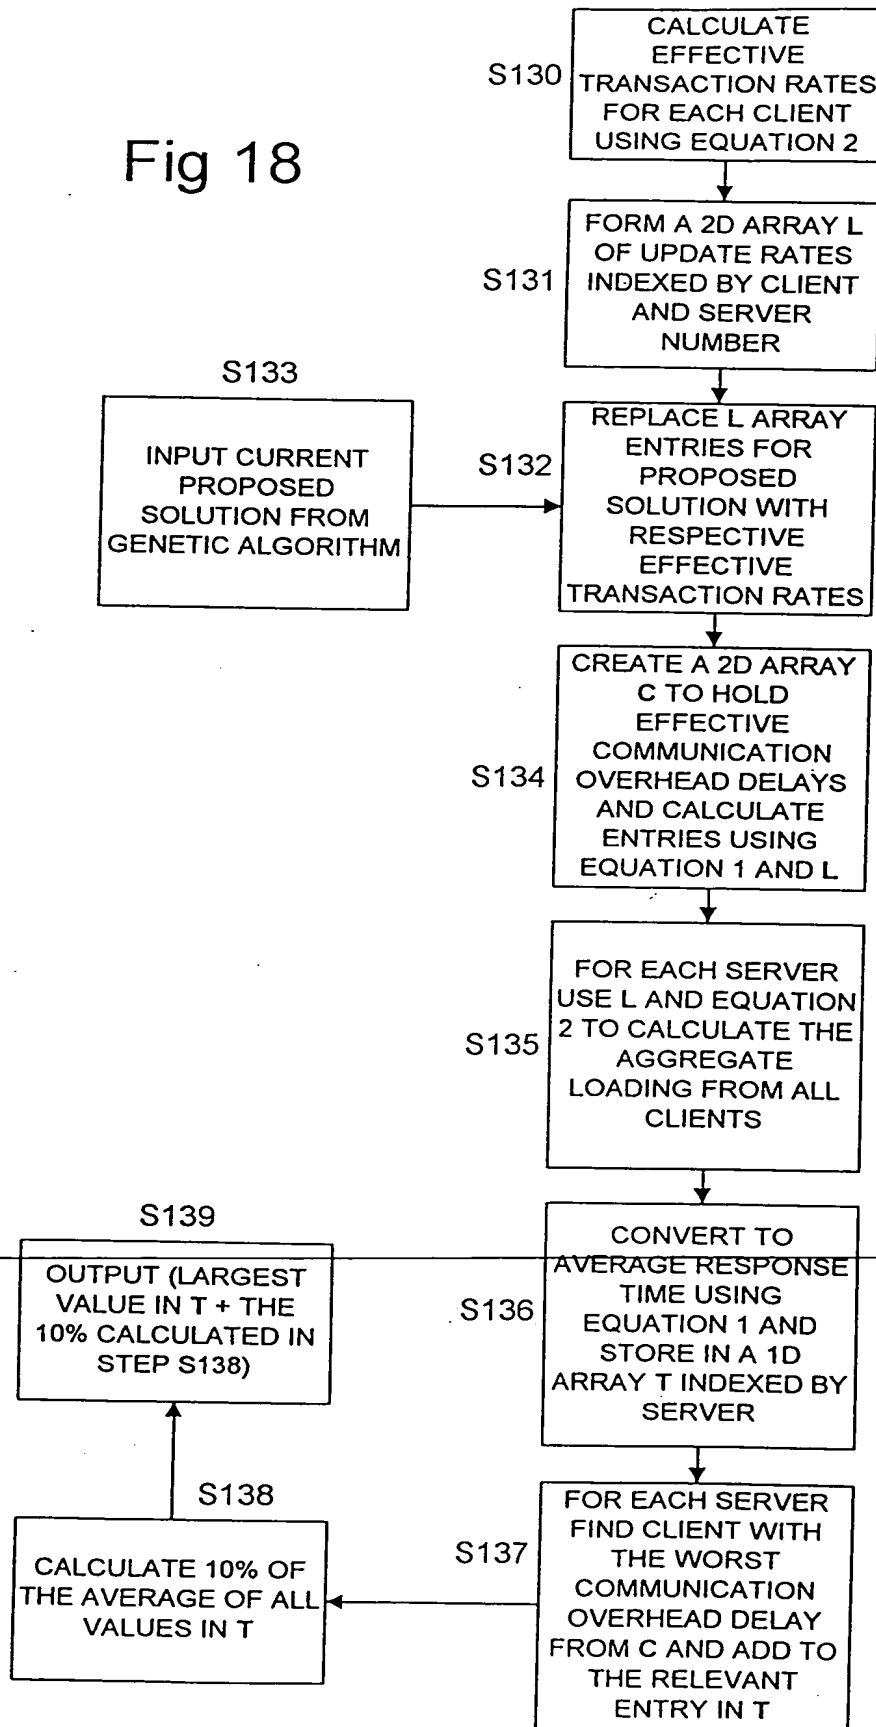 Fig 18
S130
CALCULATE
EFFECTIVE
TRANSACTION RATES
FOR EACH CLIENT
USING EQUATION 2
S131
FORM A 2D ARRAY L
OF UPDATE RATES
INDEXED BY CLIENT
AND SERVER
NUMBER
S133
INPUT CURRENT
PROPOSED
SOLUTION FROM
GENETIC ALGORITHM
S132
REPLACE L ARRAY
ENTRIES FOR
PROPOSED
SOLUTION WITH
RESPECTIVE
EFFECTIVE
TRANSACTION RATES
S134
CREATE A 2D ARRAY
C TO HOLD
EFFECTIVE
COMMUNICATION
OVERHEAD DELAYS
AND CALCULATE
ENTRIES USING
EQUATION 1 AND L
S135
FOR EACH SERVER
USE L AND EQUATION
2 TO CALCULATE THE
AGGREGATE
LOADING FROM ALL
CLIENTS
S136
CONVERT TO
AVERAGE RESPONSE
TIME USING
EQUATION 1 AND
STORE IN A 1D
ARRAY T INDEXED BY
SERVER
S137
FOR EACH SERVER
FIND CLIENT WITH
THE WORST
COMMUNICATION
OVERHEAD DELAY
FROM C AND ADD TO
THE RELEVANT
ENTRY IN T
S138
CALCULATE 10% OF
THE AVERAGE OF ALL
VALUES IN T
S139
OUTPUT (LARGEST
VALUE IN T + THE
10% CALCULATED IN
STEP S138)